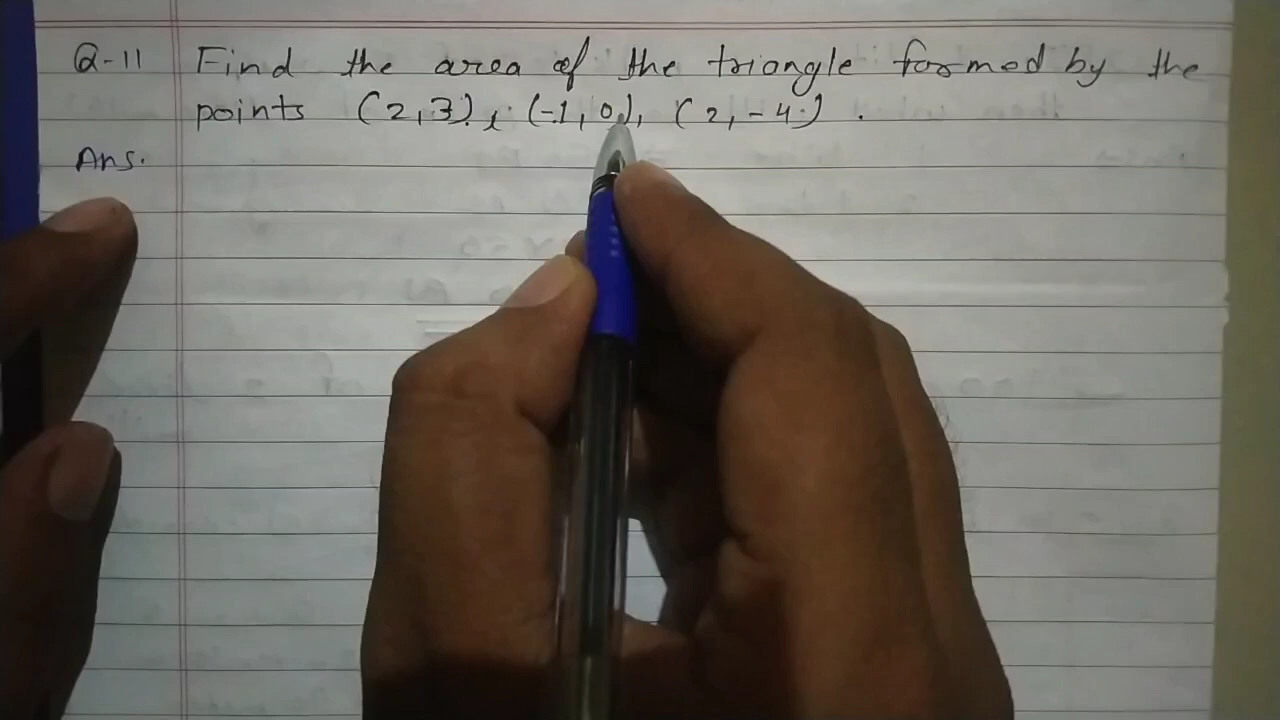 Q-11 Find the area of the triangle formed by the
points (2,3), (-1,0), (2,-4).
Ans.